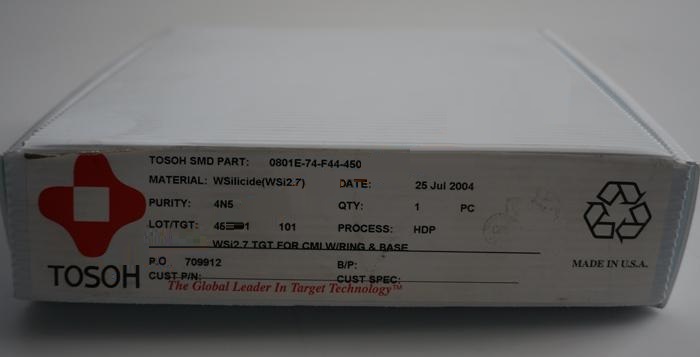 TOSOH SMD PART: 0801E-74-F44-450
MATERIAL: WSilicide(WSi2.7) DATE: 25 Jul 2004
PURITY: 4N5 QTY: 1 PC
LOT/TGT: 101 PROCESS: HDP
WSi2.7 TGT FOR CMI W/RING & BASE
P.O 709912 B/P:
CUST P/N: CUST SPEC:
The Global Leader In Target Technology™
TOSOH
MADE IN U.S.A.